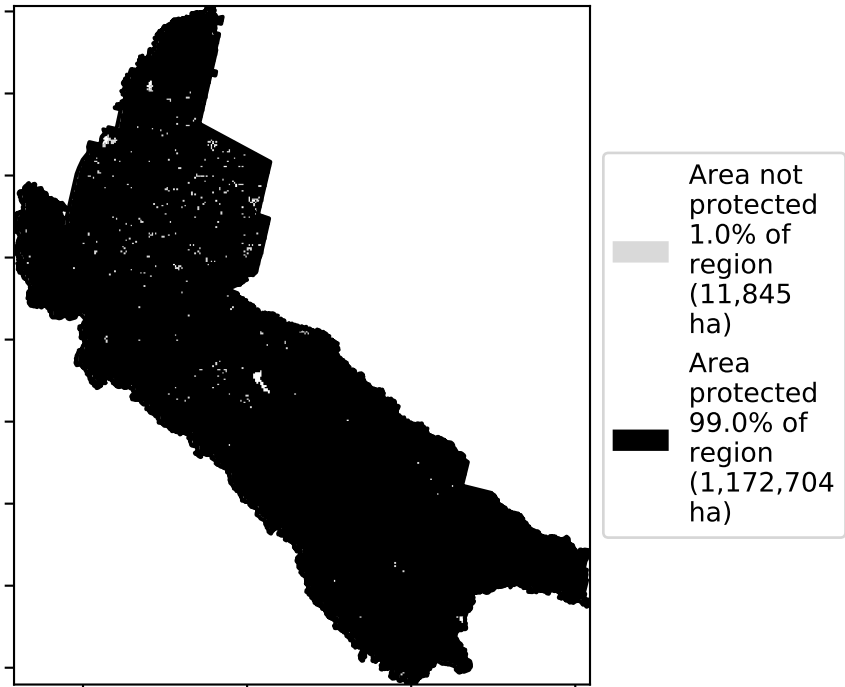 Area not
protected
1.0% of
region
(11,845
ha)
Area
protected
99.0% of
region
(1,172,704
ha)